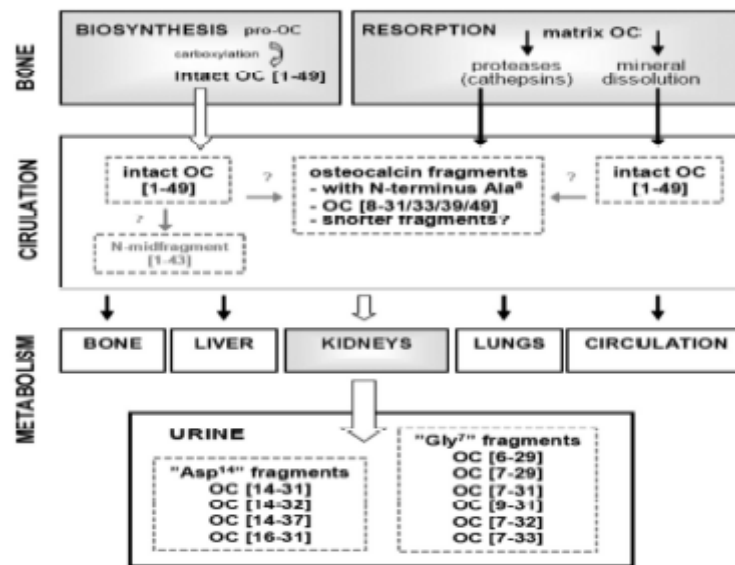 BIOSYNTHESIS pro-OC
carboxylation
intact OC [1-49]
RESORPTION matrix OC
proteases
(cathepsins)
mineral
dissolution
BONE
intact OC
[1-49]
?
?
N-midfragment
[1-43]
osteocalcin fragments
- with N-terminus Ala⁸
- OC [8-31/33/39/49]
- shorter fragments?
?
intact OC
[1-49]
CIRULATION
BONE
LIVER
KIDNEYS
LUNGS
CIRCULATION
METABOLISM
URINE
"Asp¹⁴" fragments
OC [14-31]
OC [14-32]
OC [14-37]
OC [16-31]
"Gly⁷" fragments
OC [6-29]
OC [7-29]
OC [7-31]
OC [9-31]
OC [7-32]
OC [7-33]